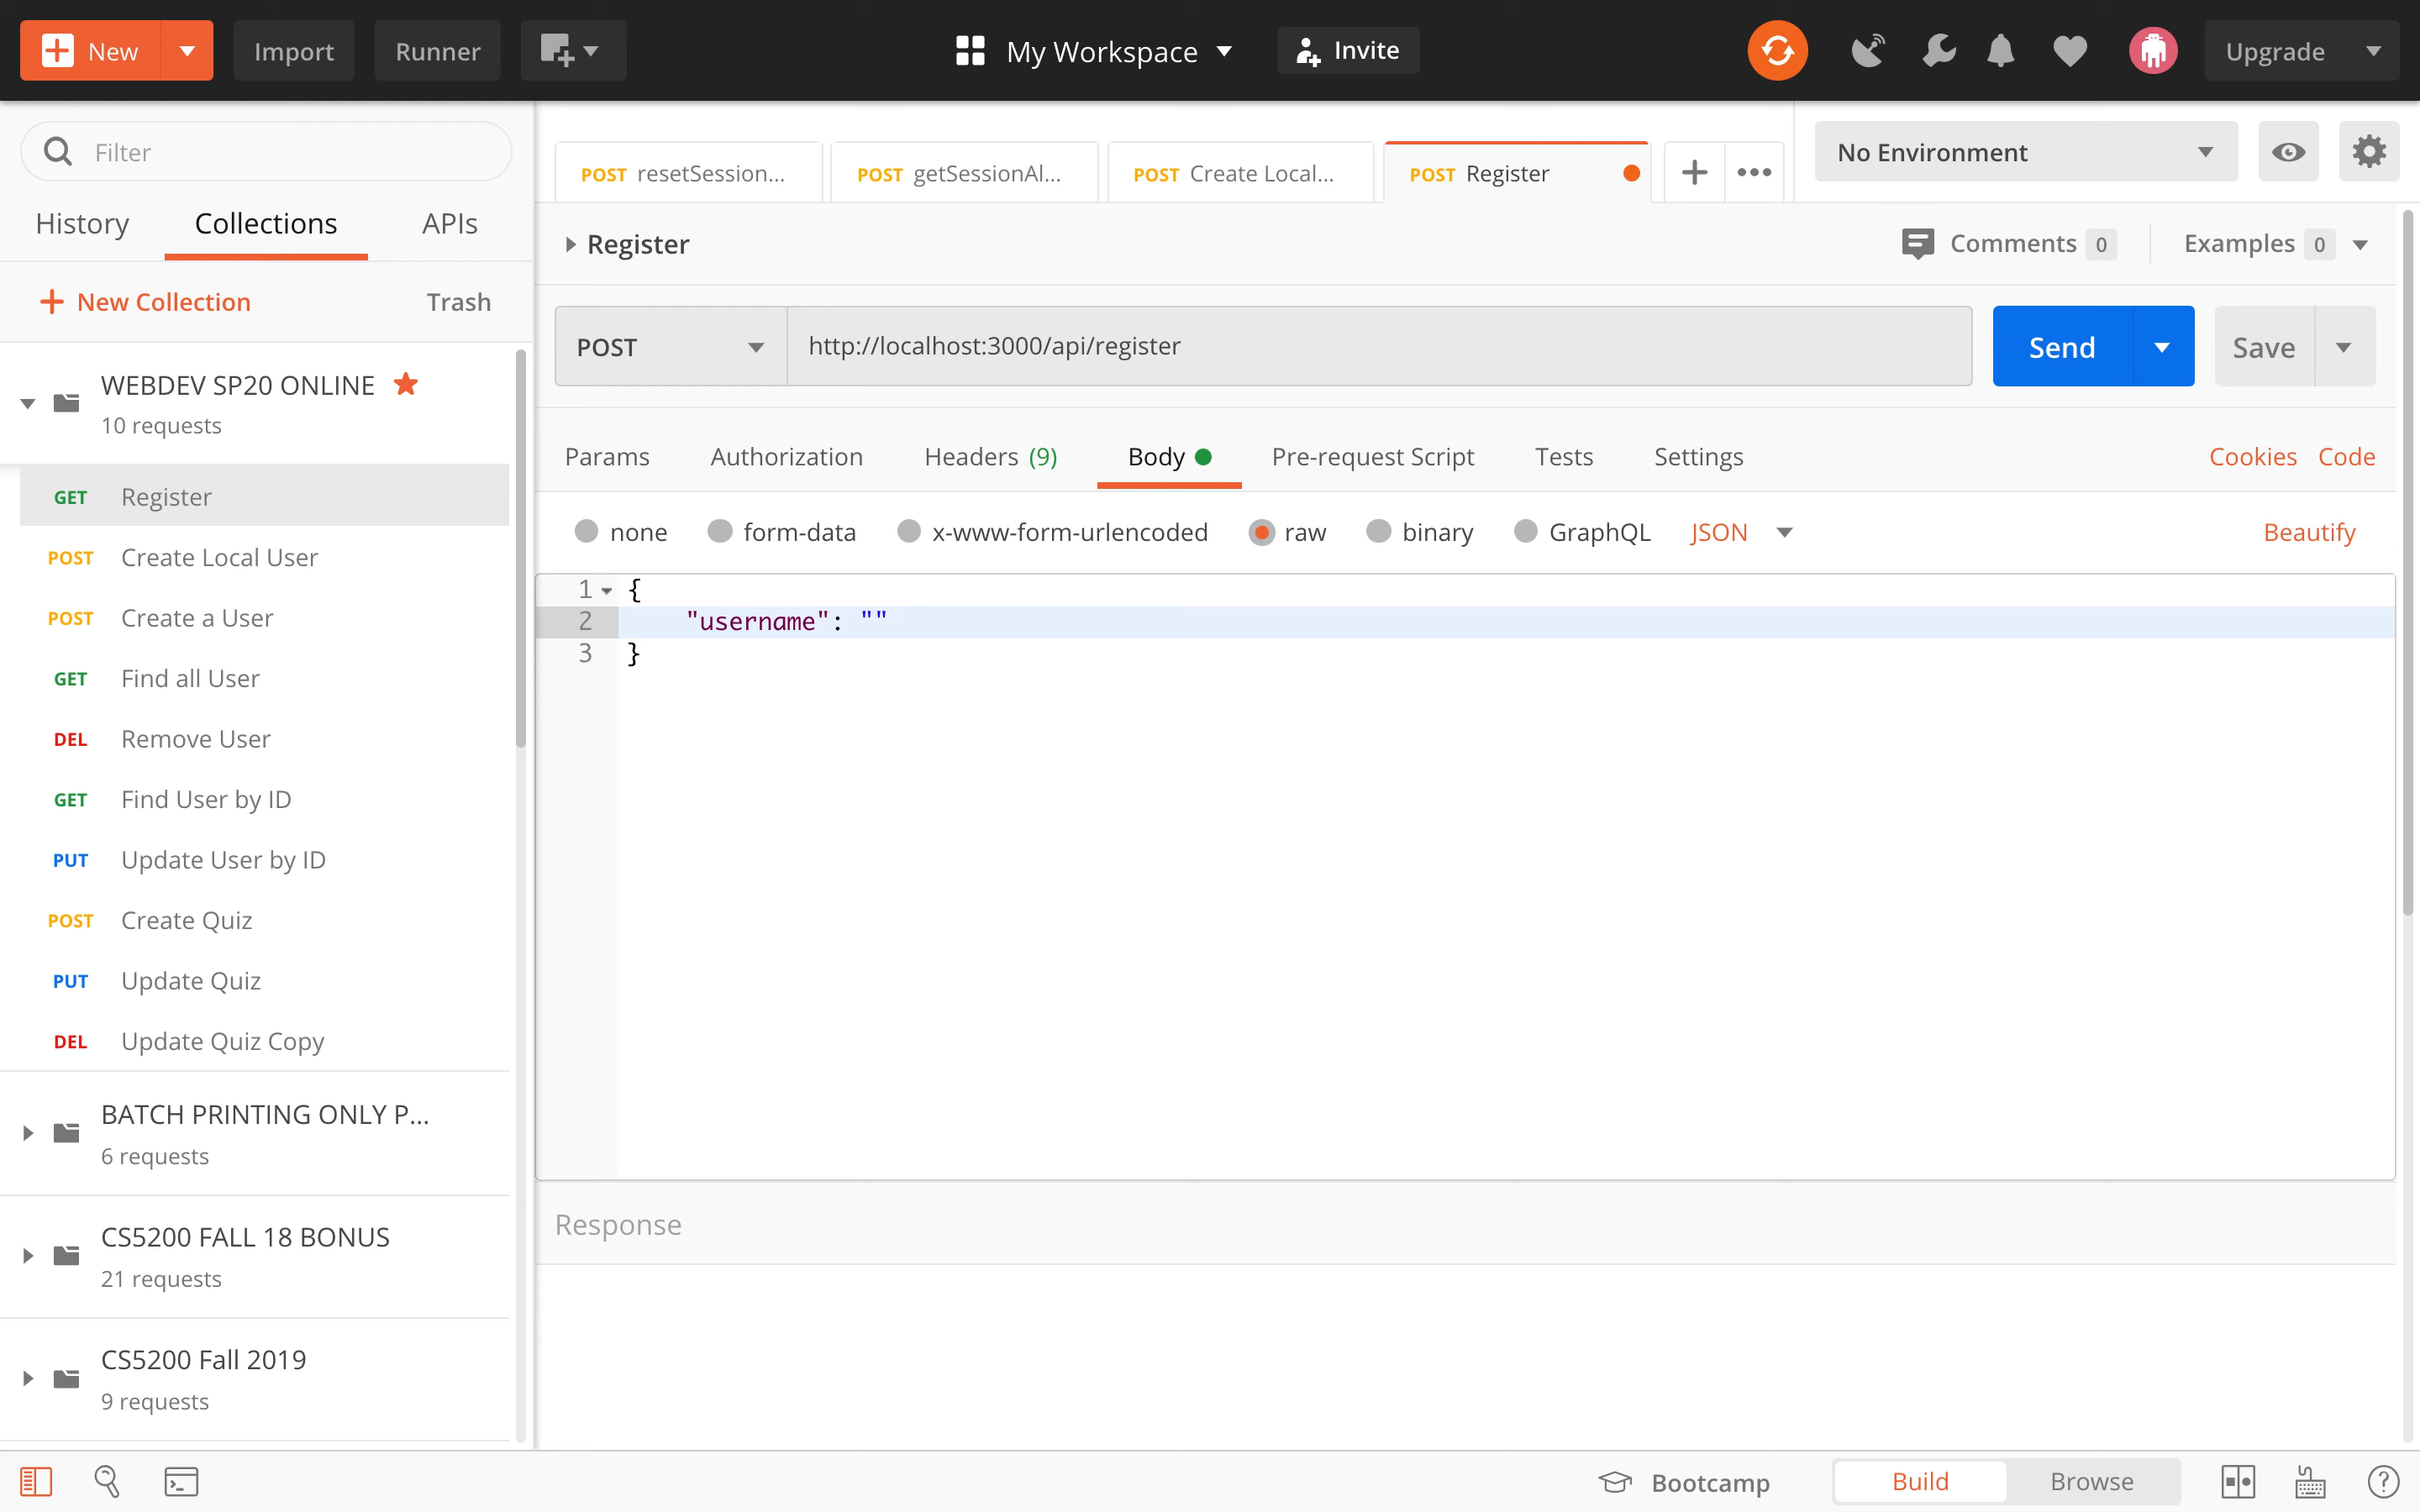 New
Import
Runner
My Workspace
Invite
Upgrade
Filter
History
Collections
APIs
New Collection
Trash
WEBDEV SP20 ONLINE
10 requests
GET Register
POST Create Local User
POST Create a User
GET Find all User
DEL Remove User
GET Find User by ID
PUT Update User by ID
POST Create Quiz
PUT Update Quiz
DEL Update Quiz Copy
BATCH PRINTING ONLY P...
6 requests
CS5200 FALL 18 BONUS
21 requests
CS5200 Fall 2019
9 requests
POST resetSession...
POST getSessionAl...
POST Create Local...
POST Register
No Environment
Register
Comments 0
Examples 0
POST
http://localhost:3000/api/register
Send
Save
Params
Authorization
Headers (9)
Body
Pre-request Script
Tests
Settings
Cookies
Code
none
form-data
x-www-form-urlencoded
raw
binary
GraphQL
JSON
Beautify
1 {
2 "username": ""
3 }
Response
Bootcamp
Build
Browse